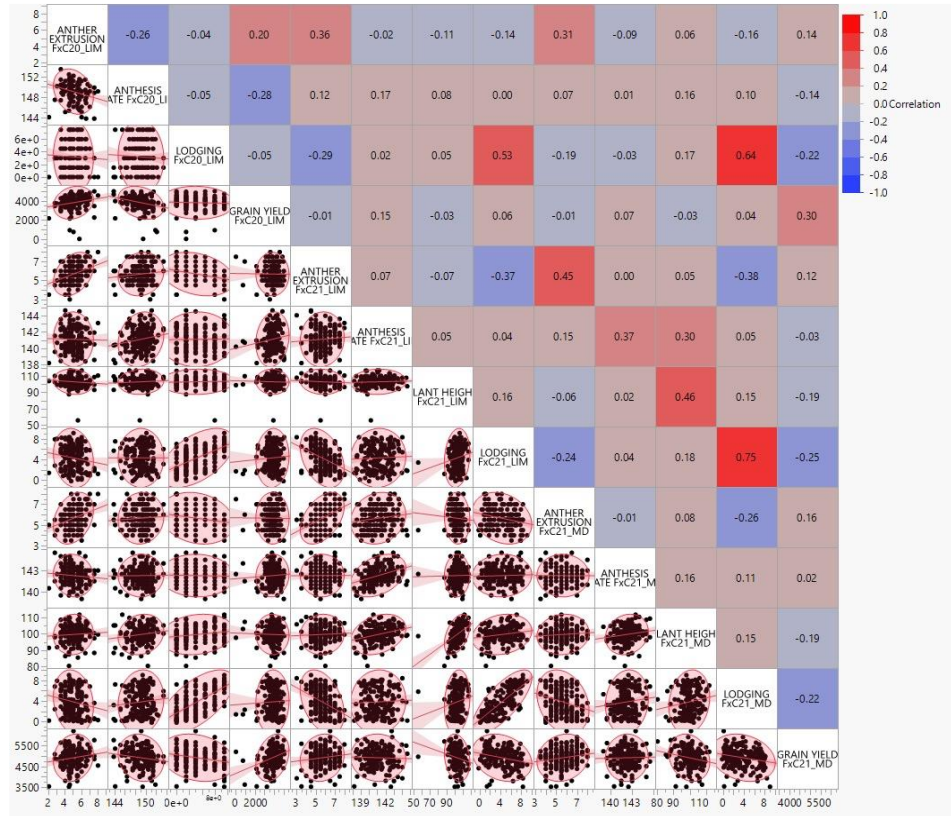 8 6 4 2 ANTHER EXTRUSION FxC20_LIM -0.26 -0.04 0.20 0.36 -0.02 -0.11 -0.14 0.31 -0.09 0.06 -0.16 0.14
152 148 144 ANTHESIS ATE FxC20_LI -0.05 -0.28 0.12 0.17 0.08 0.00 0.07 0.01 0.16 0.10 -0.14
6e+0 4e+0 2e+0 0e+0 LODGING FxC20_LIM -0.05 -0.29 0.02 0.05 0.53 -0.19 -0.03 0.17 0.64 -0.22
4000 2000 0 GRAIN YIELD FxC20_LIM -0.01 0.15 -0.03 0.06 -0.01 0.07 -0.03 0.04 0.30
7 5 3 ANTHER EXTRUSION FxC21_LIM 0.07 -0.07 -0.37 0.45 0.00 0.05 -0.38 0.12
144 142 140 138 ANTHESIS ATE FxC21_LI 0.05 0.04 0.15 0.37 0.30 0.05 -0.03
110 90 70 50 LANT HEIGH FxC21_LIM 0.16 -0.06 0.02 0.46 0.15 -0.19
8 4 0 LODGING FxC21_LIM -0.24 0.04 0.18 0.75 -0.25
7 5 3 ANTHER EXTRUSION FxC21_MD -0.01 0.08 -0.26 0.16
143 140 ANTHESIS ATE FxC21_M 0.16 0.11 0.02
110 100 90 80 LANT HEIGH FxC21_MD 0.15 -0.19
8 4 0 LODGING FxC21_MD -0.22
5500 4500 3500 GRAIN YIELD FxC21_MD
2 4 6 8 144 150 0e+0 8e+0 0 2000 3 5 7 139 142 50 70 90 0 4 8 3 5 7 140 143 80 90 110 0 4 8 4000 5500
1.0
0.8
0.6
0.4
0.2
0.0 Correlation
-0.2
-0.4
-0.6
-0.8
-1.0